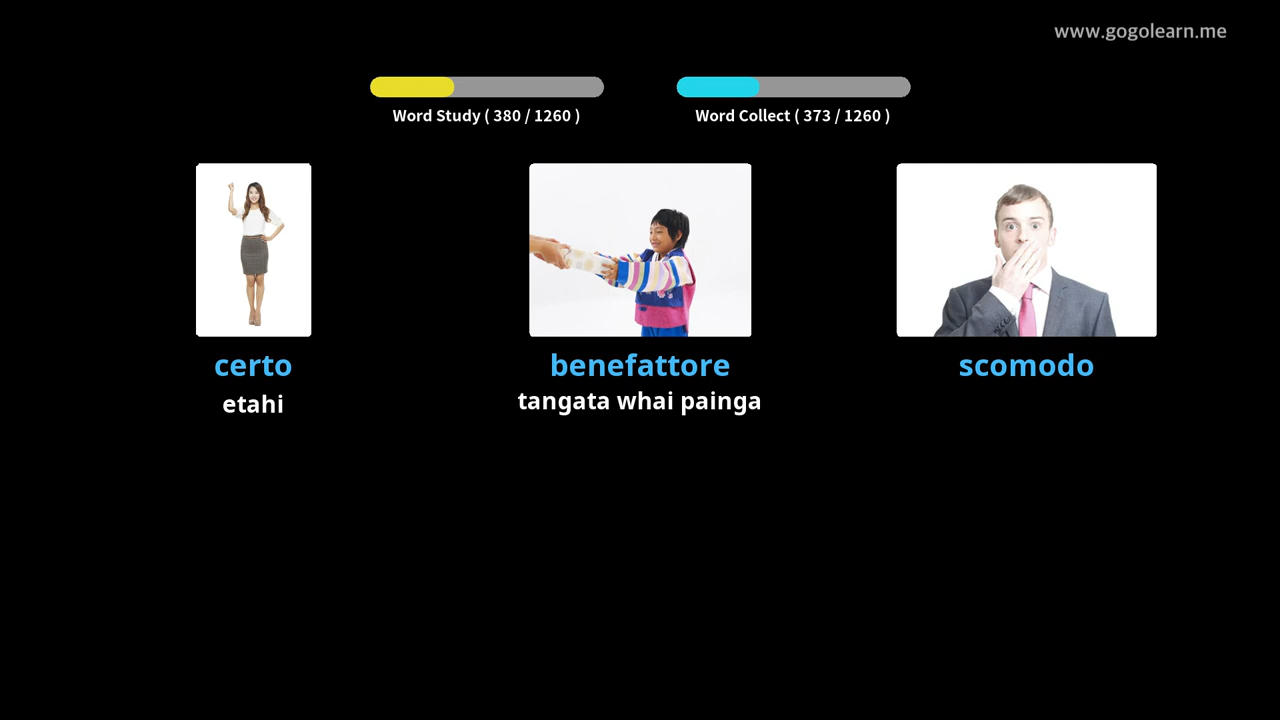 www.gogolearn.me
Word Study ( 380 / 1260 )
Word Collect ( 373 / 1260 )
certo
benefattore
scomodo
etahi
tangata whai painga